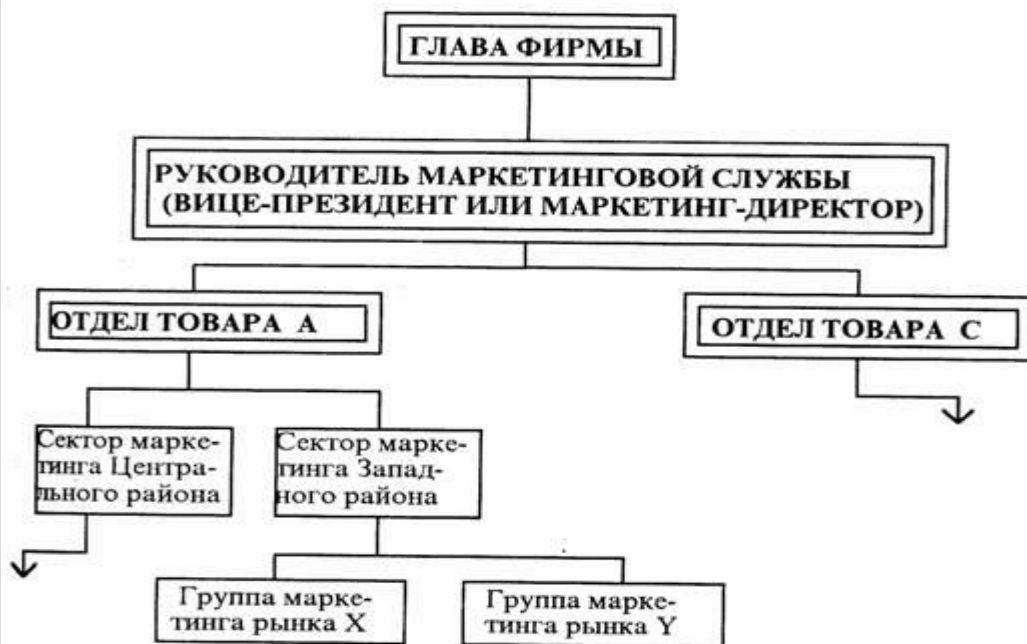 ГЛАВА ФИРМЫ
РУКОВОДИТЕЛЬ МАРКЕТИНГОВОЙ СЛУЖБЫ
(ВИЦЕ-ПРЕЗИДЕНТ ИЛИ МАРКЕТИНГ-ДИРЕКТОР)
ОТДЕЛ ТОВАРА А
ОТДЕЛ ТОВАРА С
Сектор марке-
тинга Центра-
льного района
Сектор марке-
тинга Запад-
ного района
Группа марке-
тинга рынка X
Группа марке-
тинга рынка Y